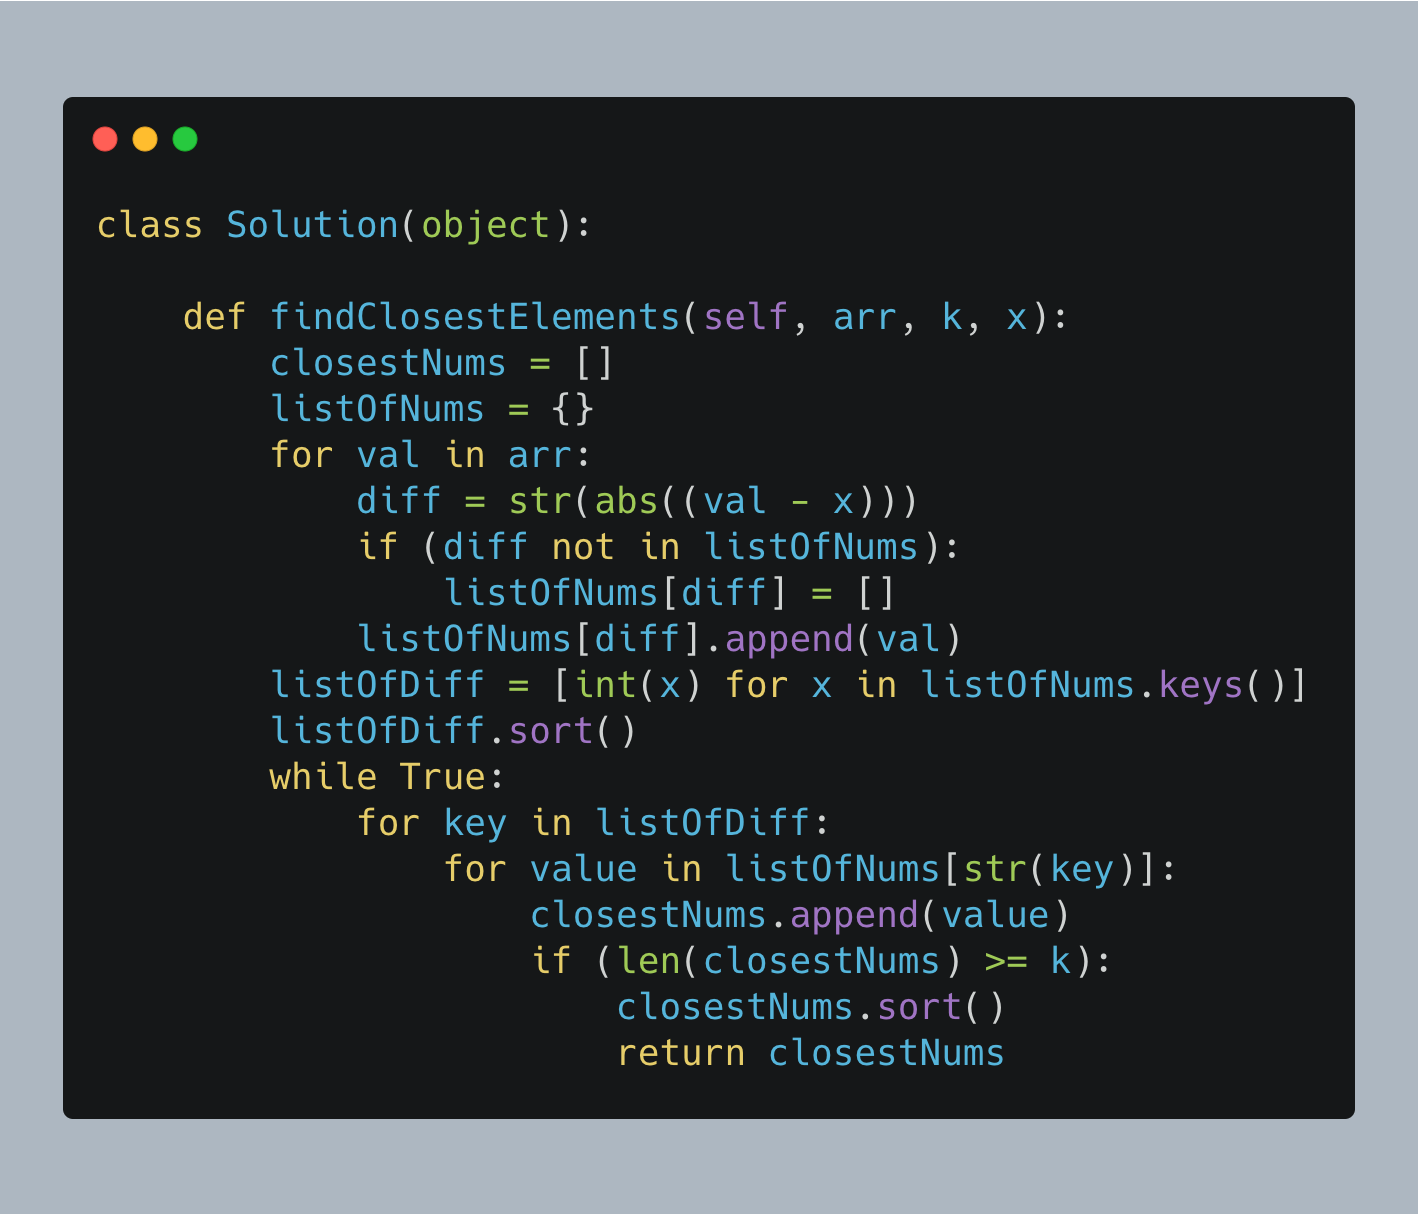 class Solution(object):

    def findClosestElements(self, arr, k, x):
        closestNums = []
        listOfNums = {}
        for val in arr:
            diff = str(abs((val - x)))
            if (diff not in listOfNums):
                listOfNums[diff] = []
            listOfNums[diff].append(val)
        listOfDiff = [int(x) for x in listOfNums.keys()]
        listOfDiff.sort()
        while True:
            for key in listOfDiff:
                for value in listOfNums[str(key)]:
                    closestNums.append(value)
                    if (len(closestNums) >= k):
                        closestNums.sort()
                        return closestNums